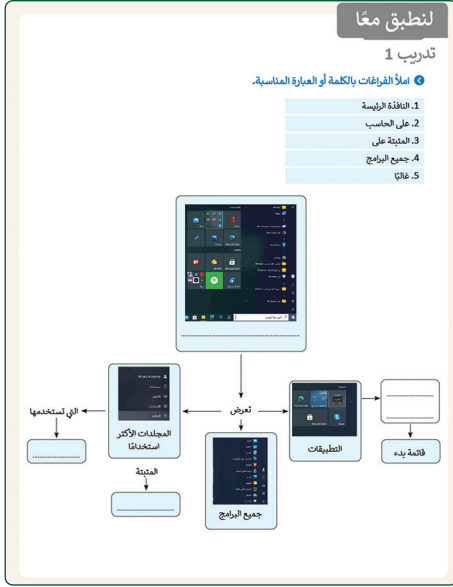 لنطبق معًا
تدريب 1
املأ الفراغات بالكلمة أو العبارة المناسبة.
1. النافذة الرئيسة
2. على الحاسب
3. المثبتة على
4. جميع البرامج
5. غالبًا
تعرض
التطبيقات
قائمة بدء
جميع البرامج
المجلدات الأكثر
استخدامًا
التي تستخدمها
المثبتة